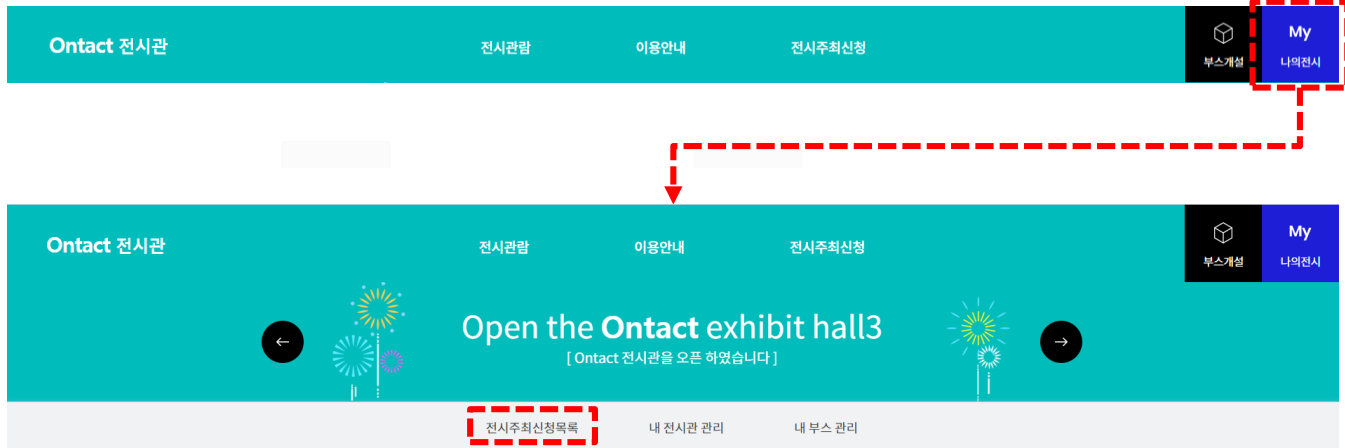 Ontact 전시관
전시관람 이용안내 전시주최신청
부스개설
My
나의전시
Ontact 전시관
전시관람 이용안내 전시주최신청
부스개설
My
나의전시
Open the Ontact exhibit hall3
[ Ontact 전시관을 오픈 하였습니다 ]
전시주최신청목록 내 전시관 관리 내 부스 관리